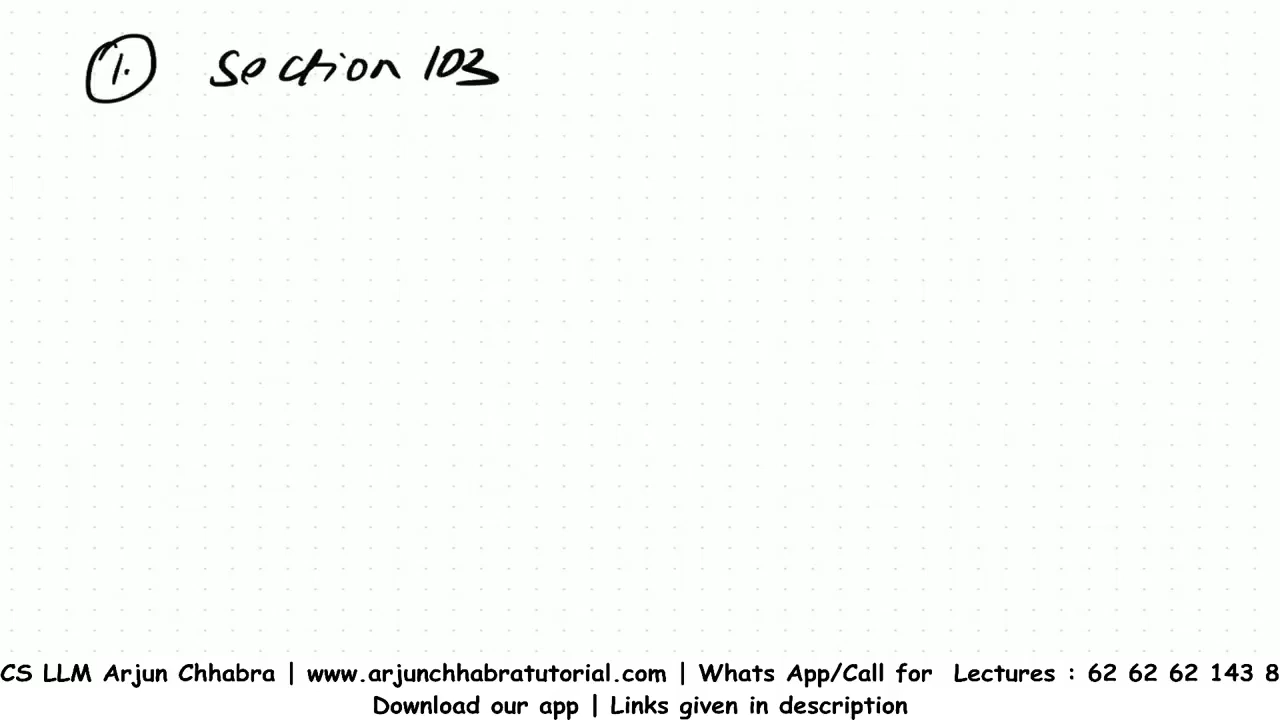 1. Section 103
CS LLM Arjun Chhabra | www.arjunchhabratutorial.com | Whats App/Call for Lectures : 62 62 62 143 8
Download our app | Links given in description